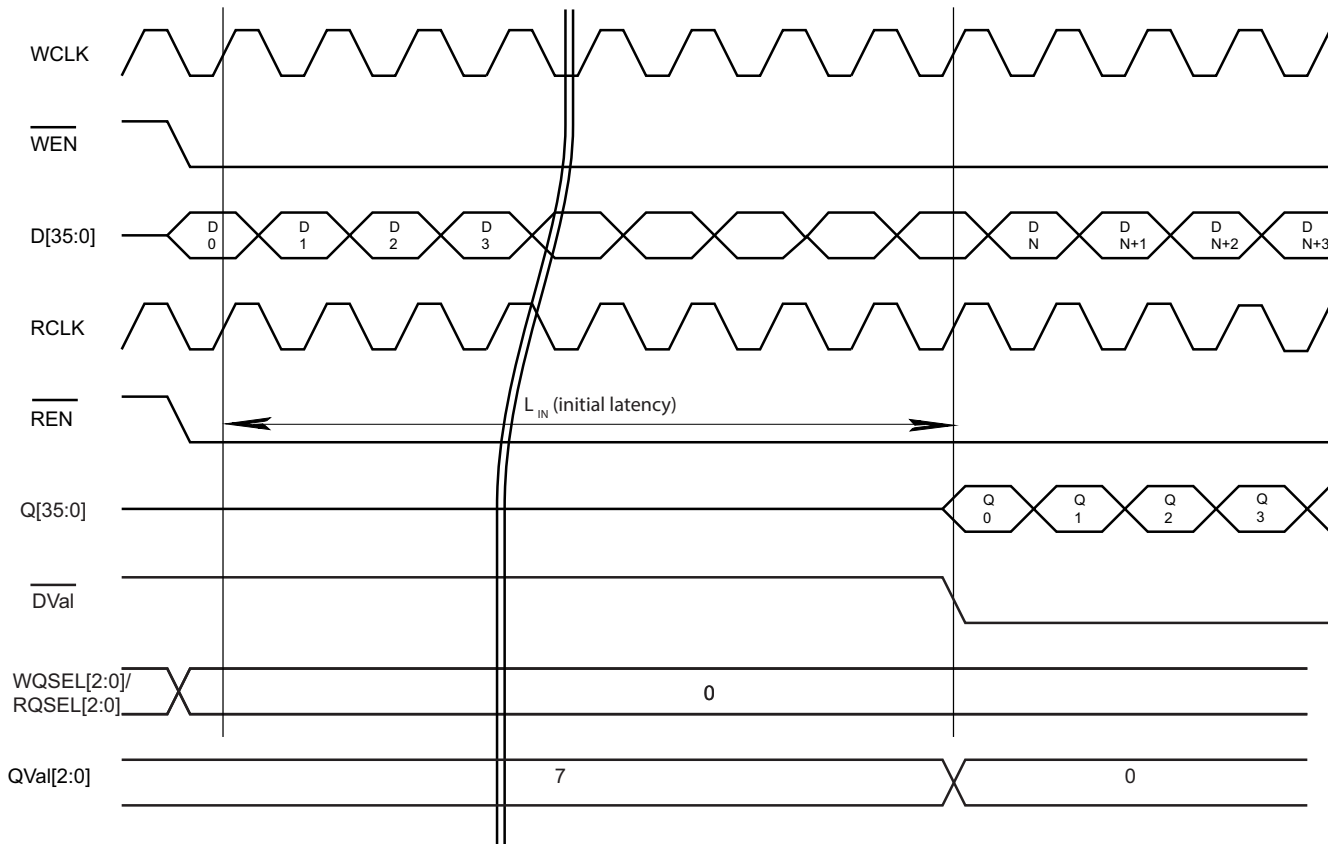 WCLK
WEN
D[35:0]
D D D D D D D D
0 1 2 3 N N+1 N+2 N+3
RCLK
REN
L IN (initial latency)
Q[35:0]
Q Q Q Q
0 1 2 3
DVal
WQSEL[2:0]/
RQSEL[2:0]
0
QVal[2:0]
7 0